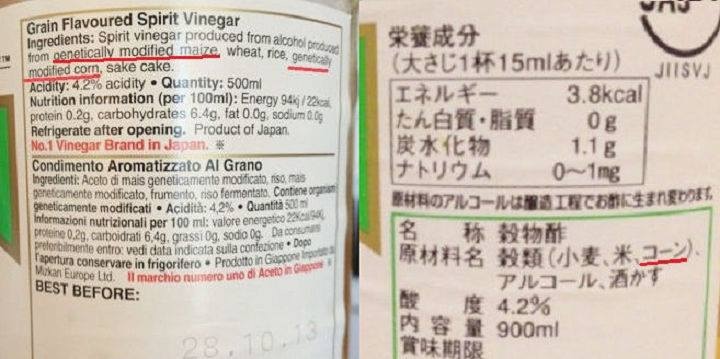 Grain Flavoured Spirit Vinegar
Ingredients: Spirit vinegar produced from alcohol produced
from genetically modified maize, wheat, rice, genetically
modified corn, sake cake.
Acidity: 4.2% acidity • Quantity: 500ml
Nutrition information (per 100ml): Energy 94kj / 22kcal,
protein 0.2g, carbohydrates 6.4g, fat 0.0g, sodium 0.0g
Refrigerate after opening. Product of Japan.
No.1 Vinegar Brand in Japan. ※
Condimento Aromatizzato Al Grano
Ingredienti: Aceto di mais geneticamente modificato, riso, mais
geneticamente modificato, frumento, riso fermentato. Contiene organismi
geneticamente modificati • Acidità: 4,2% • Quantità 500 ml
Informazioni nutrizionali per 100 ml: valore energetico 22Kcal/94Kj,
proteine 0,2g, carboidrati 6,4g, grassi 0g, sodio 0g. Da consumarsi
preferibilmente entro: vedi data indicata sulla confezione • Dopo
l'apertura conservare in frigorifero • Prodotto in Giappone Importato da
Mizkan Europe Ltd. Il marchio numero uno di Aceto in Giappone
BEST BEFORE:
28.10.13
JIISVJ
栄養成分
(大さじ1杯15mlあたり)
エネルギー 3.8kcal
たん白質・脂質 0g
炭水化物 1.1g
ナトリウム 0〜1mg
原材料のアルコールは醸造工程でお酢に生まれ変わります。
名称 穀物酢
原材料名 穀類(小麦、米、コーン)、
アルコール、酒かす
酸度 4.2%
内容量 900ml
賞味期限